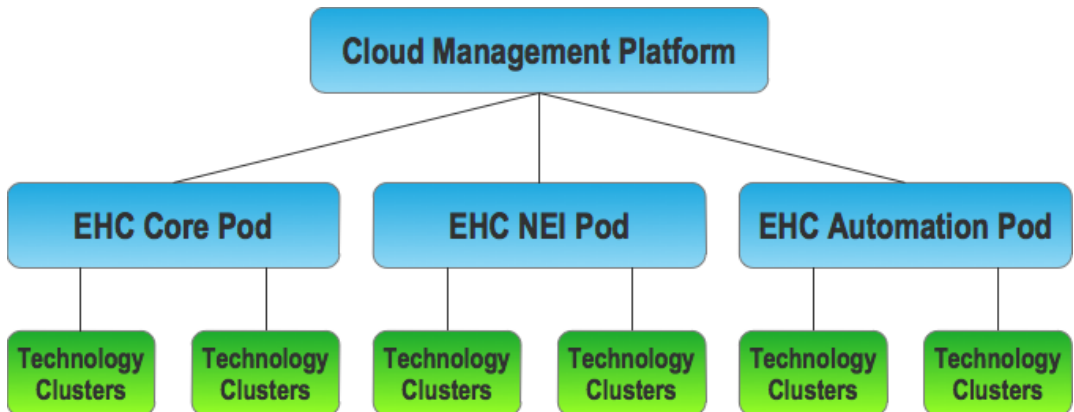 Cloud Management Platform
EHC Core Pod
EHC NEI Pod
EHC Automation Pod
Technology
Clusters
Technology
Clusters
Technology
Clusters
Technology
Clusters
Technology
Clusters
Technology
Clusters